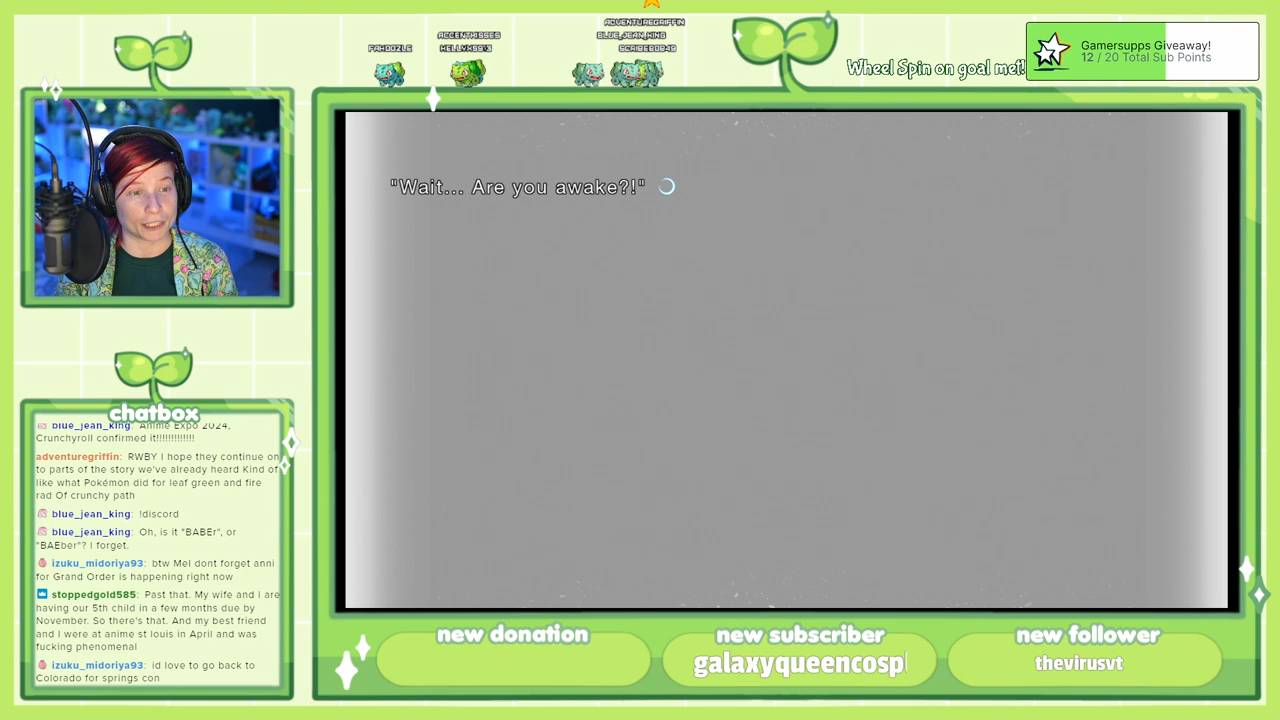 ADVENTUREGRIFFIN
ACCENTKISSES
BLUE_JEAN_KING
FAHOOZLE
Wheel Spin on goal met!
7
Gamersupps Giveaway!
12 / 20 Total Sub Points
"Wait... Are you awake?!"
chatbox
blue_jean_king: Anime Expo 2024,
Crunchyroll confirmed it!!!!!!!!!!!!!
adventuregriffin: RWBY I hope they continue on
to parts of the story we've already heard Kind of
like what Pokémon did for leaf green and fire
rad Of crunchy path
blue_jean_king: !discord
blue_jean_king: Oh, is it "BABEr", or
"BAEber"? I forget.
izuku_midoriya93: btw Mel dont forget anni
for Grand Order is happening right now
stoppedgold585: Past that. My wife and I are
having our 5th child in a few months due by
November. So there's that. And my best friend
and I were at anime st louis in April and was
fucking phenomenal
izuku_midoriya93: id love to go back to
Colorado for springs con
new donation
new subscriber
galaxyqueencosp
new follower
thevirusvt